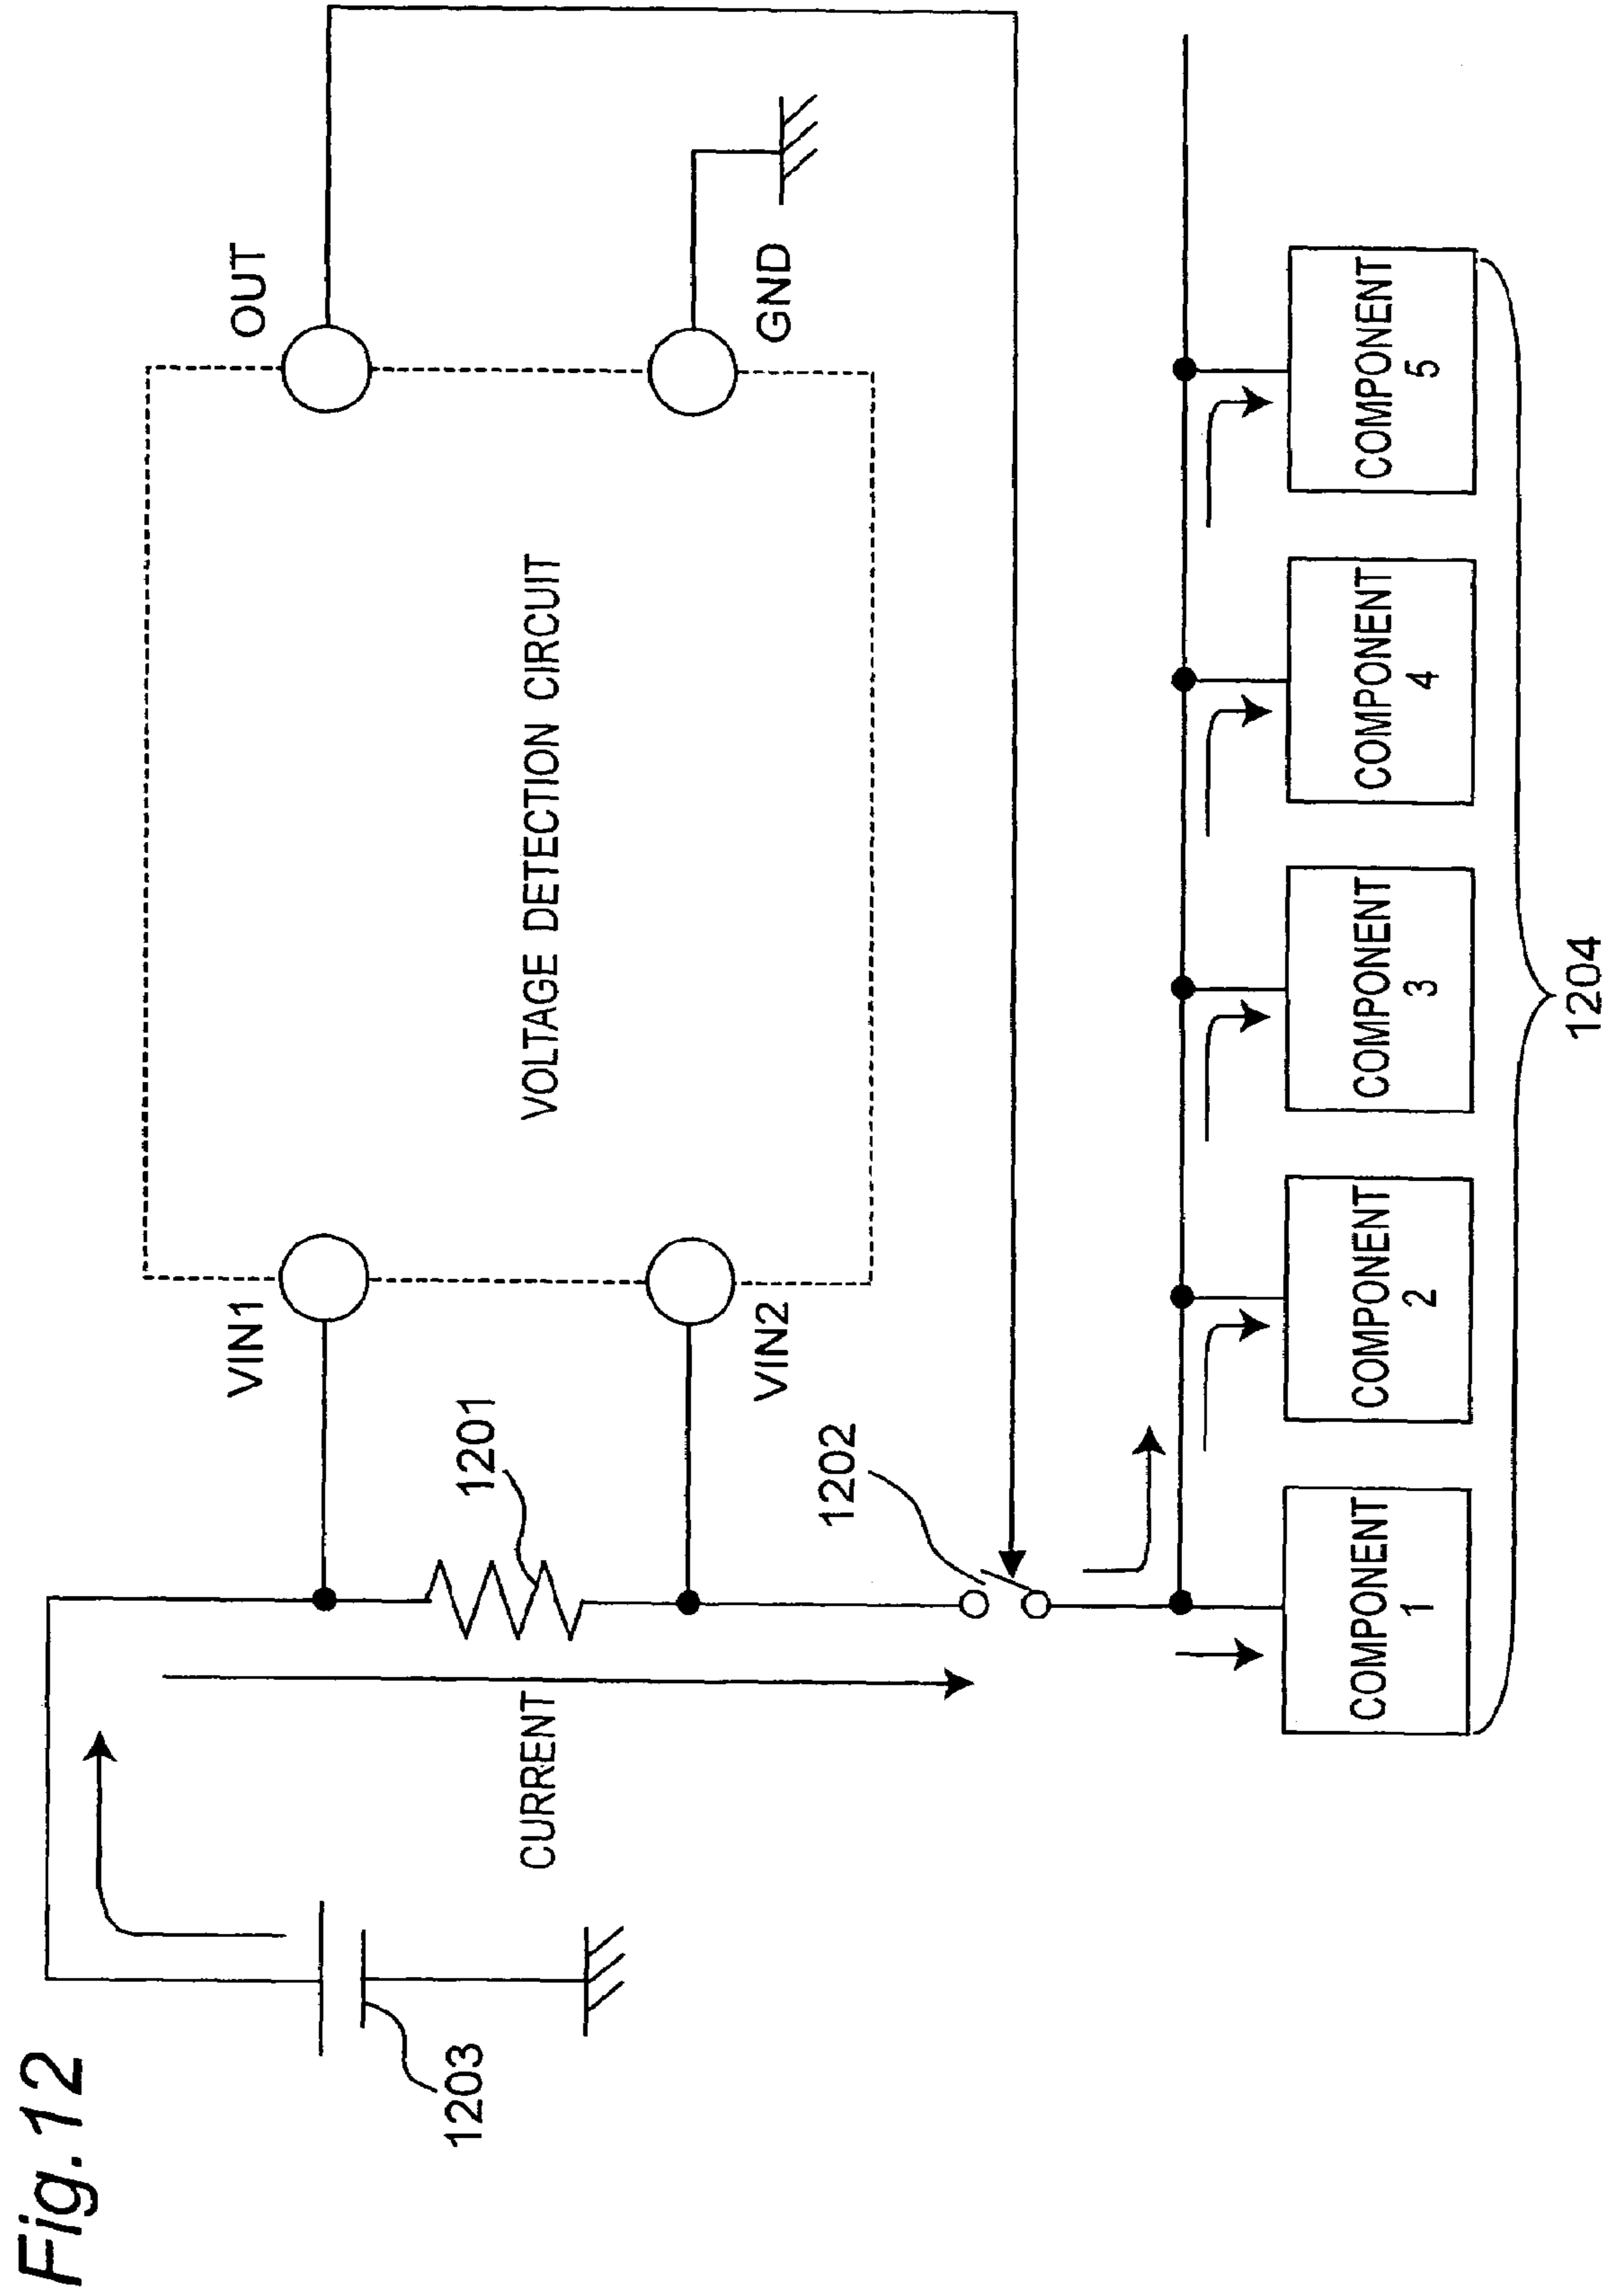 Fig.12
1203
CURRENT
1201
VIN1
VIN2
VOLTAGE DETECTION CIRCUIT
OUT
GND
1202
COMPONENT
1
COMPONENT
2
COMPONENT
3
COMPONENT
4
COMPONENT
5
1204